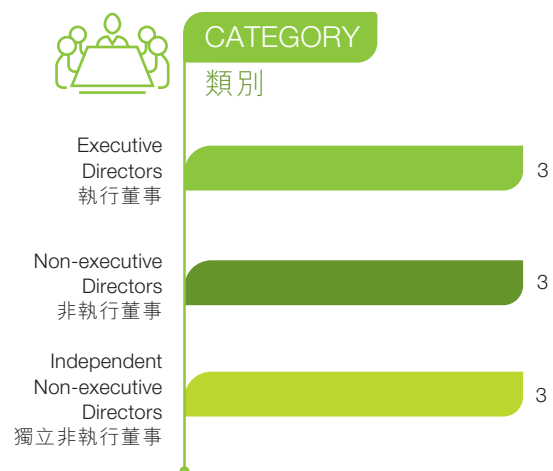 CATEGORY
類別
Executive
Directors
執行董事
3
Non-executive
Directors
非執行董事
3
Independent
Non-executive
Directors
獨立非執行董事
3